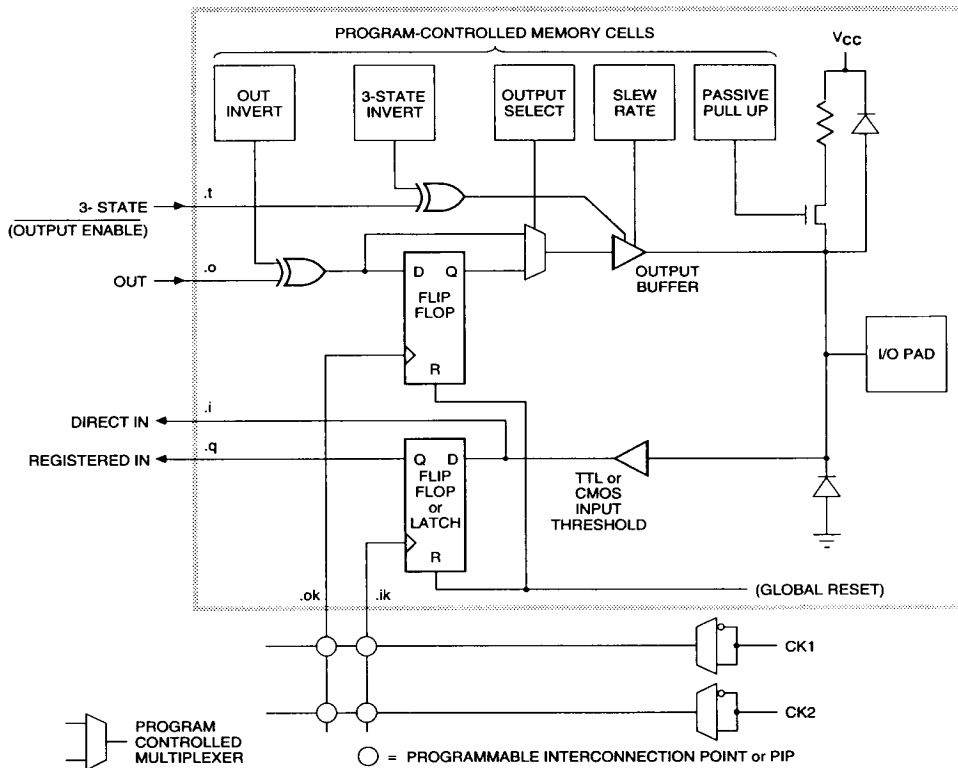 PROGRAM-CONTROLLED MEMORY CELLS
VCC
OUT
INVERT
3-STATE
INVERT
OUTPUT
SELECT
SLEW
RATE
PASSIVE
PULL UP
3- STATE
(OUTPUT ENABLE)
.t
OUT
.o
D Q
FLIP
FLOP
R
OUTPUT
BUFFER
I/O PAD
DIRECT IN
.i
REGISTERED IN
.q
Q D
FLIP
FLOP
or
LATCH
R
TTL or
CMOS
INPUT
THRESHOLD
.ok
.ik
(GLOBAL RESET)
CK1
CK2
PROGRAM
CONTROLLED
MULTIPLEXER
= PROGRAMMABLE INTERCONNECTION POINT or PIP